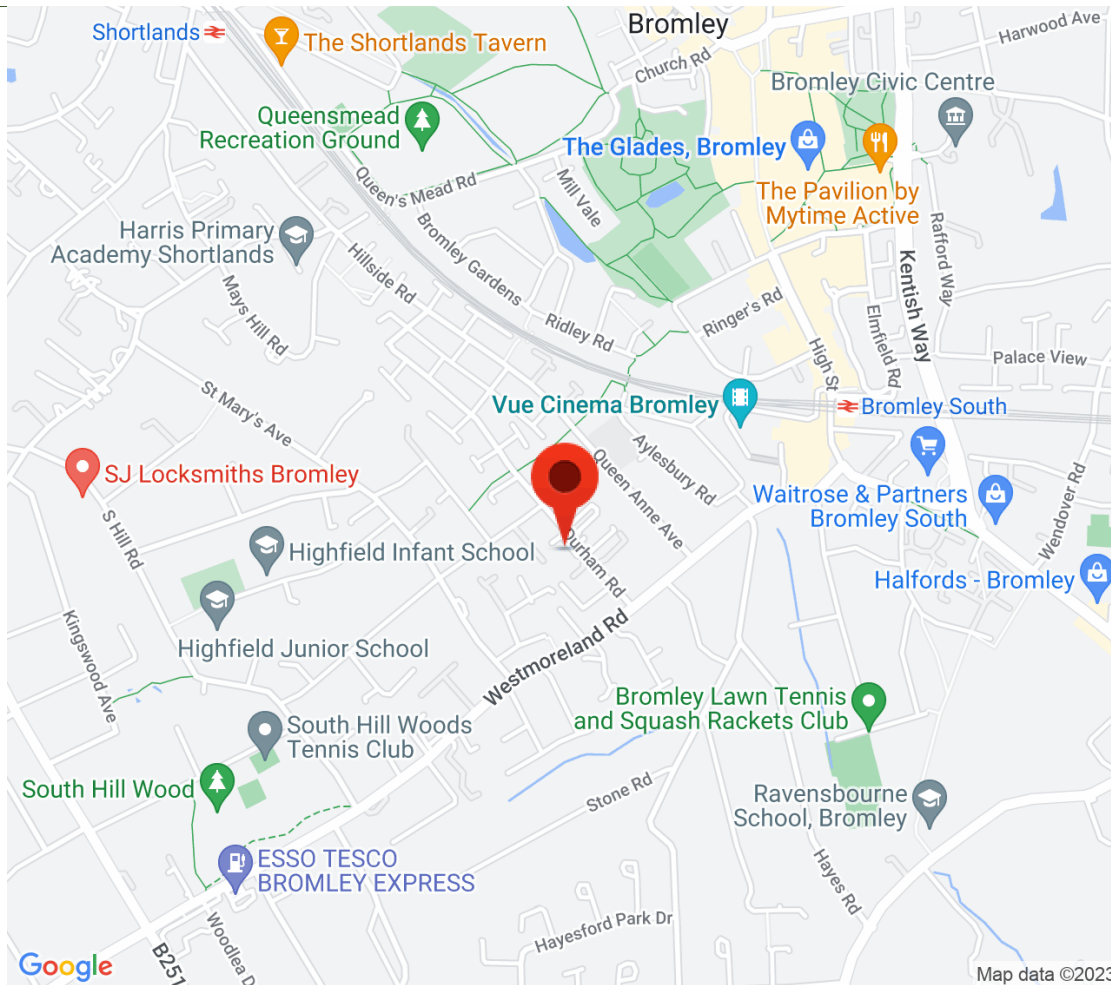 Bromley
Shortlands
The Shortlands Tavern
Harwood Ave
Church Rd
Bromley Civic Centre
Queensmead
Recreation Ground
The Glades, Bromley
Queen's Mead Rd
Mill Vale
The Pavilion by
Mytime Active
Harris Primary
Academy Shortlands
Bromley Gardens
Rafford Way
Hillside Rd
Kentish Way
Mays Hill Rd
Ridley Rd
Ringer's Rd
Elmfield Rd
High St
Palace View
St Mary's Ave
Vue Cinema Bromley
Bromley South
SJ Locksmiths Bromley
Queen Anne Ave
Aylesbury Rd
Waitrose & Partners
Bromley South
Wendover Rd
S Hill Rd
Highfield Infant School
Durham Rd
Halfords - Bromley
Kingswood Ave
Highfield Junior School
Westmoreland Rd
Bromley Lawn Tennis
and Squash Rackets Club
South Hill Woods
Tennis Club
South Hill Wood
Stone Rd
Ravensbourne
School, Bromley
ESSO TESCO
BROMLEY EXPRESS
Hayes Rd
Hayesford Park Dr
Woodlea D
B251
Google
Map data ©2023